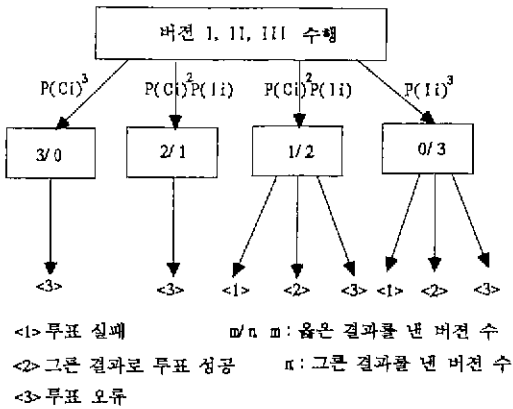 버전 I, II, III 수행
P(Ci)³ P(Ci)²P(Ii) P(Ci)²P(Ii) P(Ii)³
3/0 2/1 1/2 0/3
<3> <3> <1> <2> <3> <1> <2> <3>
<1> 투표 실패 m/n m : 옳은 결과를 낸 버전 수
<2> 그른 결과로 투표 성공 n : 그른 결과를 낸 버전 수
<3> 투표 오류